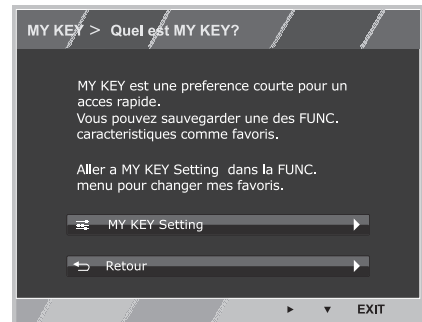 MY KEY > Quel est MY KEY?
MY KEY est une preference courte pour un
acces rapide.
Vous pouvez sauvegarder une des FUNC.
caracteristiques comme favoris.
Aller a MY KEY Setting dans la FUNC.
menu pour changer mes favoris.
MY KEY Setting
Retour
EXIT